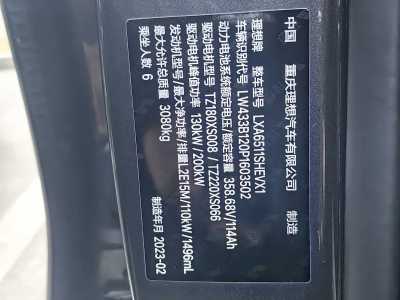 中国 重庆理想汽车有限公司 制造
理想牌 整车型号 LXA6511SHEVX1
车辆识别代号 LW433B120P1603502
动力电池系统额定电压/额定容量 358.68V/114Ah
驱动电机型号 TZ180XS008 / TZ220XS066
驱动电机峰值功率 130kW / 200kW
发动机型号/最大净功率/排量 L2E15M/110kW/1496mL
最大允许总质量 3080kg
乘坐人数 6 制造年月 2023-02